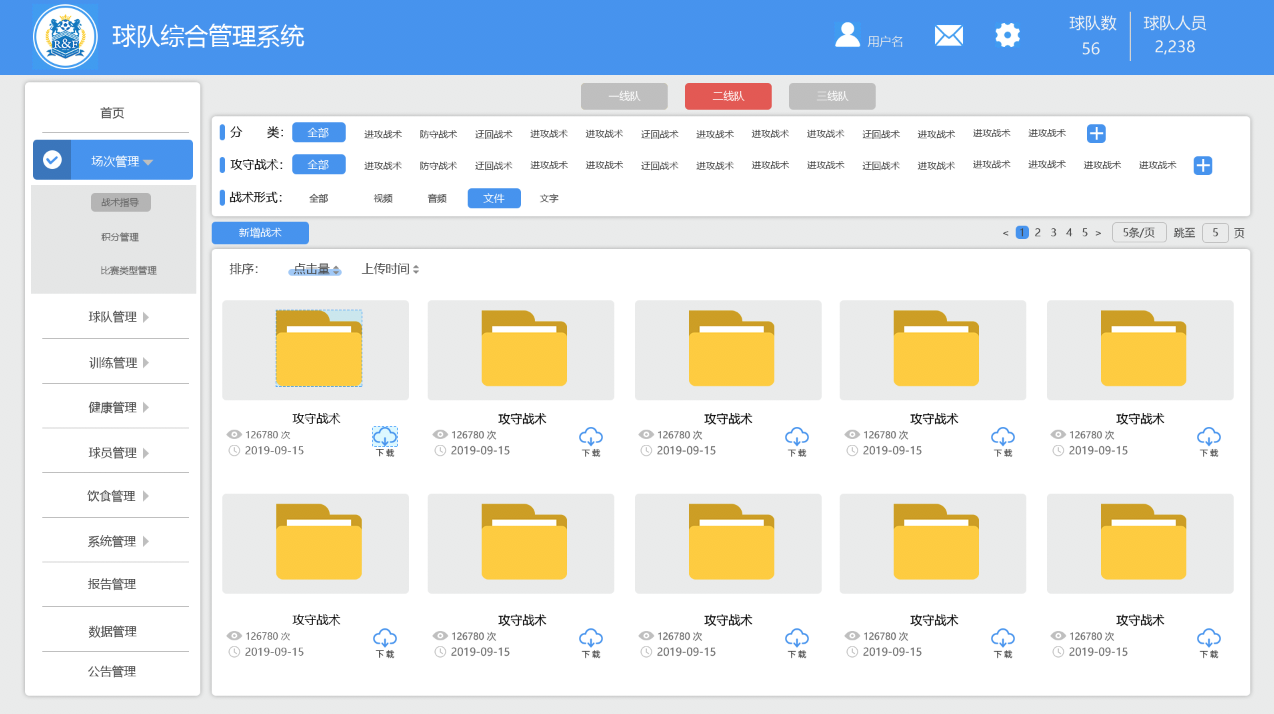 R&F
球队综合管理系统
用户名
球队数
56
球队人员
2,238
首页
场次管理
战术指导
积分管理
比赛类型管理
球队管理
训练管理
健康管理
球员管理
饮食管理
系统管理
报告管理
数据管理
公告管理
一线队 二线队 三线队
分 类: 全部 进攻战术 防守战术 迂回战术 进攻战术 进攻战术 迂回战术 进攻战术 进攻战术 进攻战术 迂回战术 进攻战术 进攻战术 进攻战术
攻守战术: 全部 进攻战术 防守战术 迂回战术 进攻战术 进攻战术 迂回战术 进攻战术 进攻战术 进攻战术 迂回战术 进攻战术 进攻战术 进攻战术 进攻战术 进攻战术
战术形式: 全部 视频 音频 文件 文字
新增战术
< 1 2 3 4 5 > 5条/页 跳至 5 页
排序: 点击量 上传时间
攻守战术 攻守战术 攻守战术 攻守战术 攻守战术
126780 次 126780 次 126780 次 126780 次 126780 次
2019-09-15 下载 2019-09-15 下载 2019-09-15 下载 2019-09-15 下载 2019-09-15 下载
攻守战术 攻守战术 攻守战术 攻守战术 攻守战术
126780 次 126780 次 126780 次 126780 次 126780 次
2019-09-15 下载 2019-09-15 下载 2019-09-15 下载 2019-09-15 下载 2019-09-15 下载